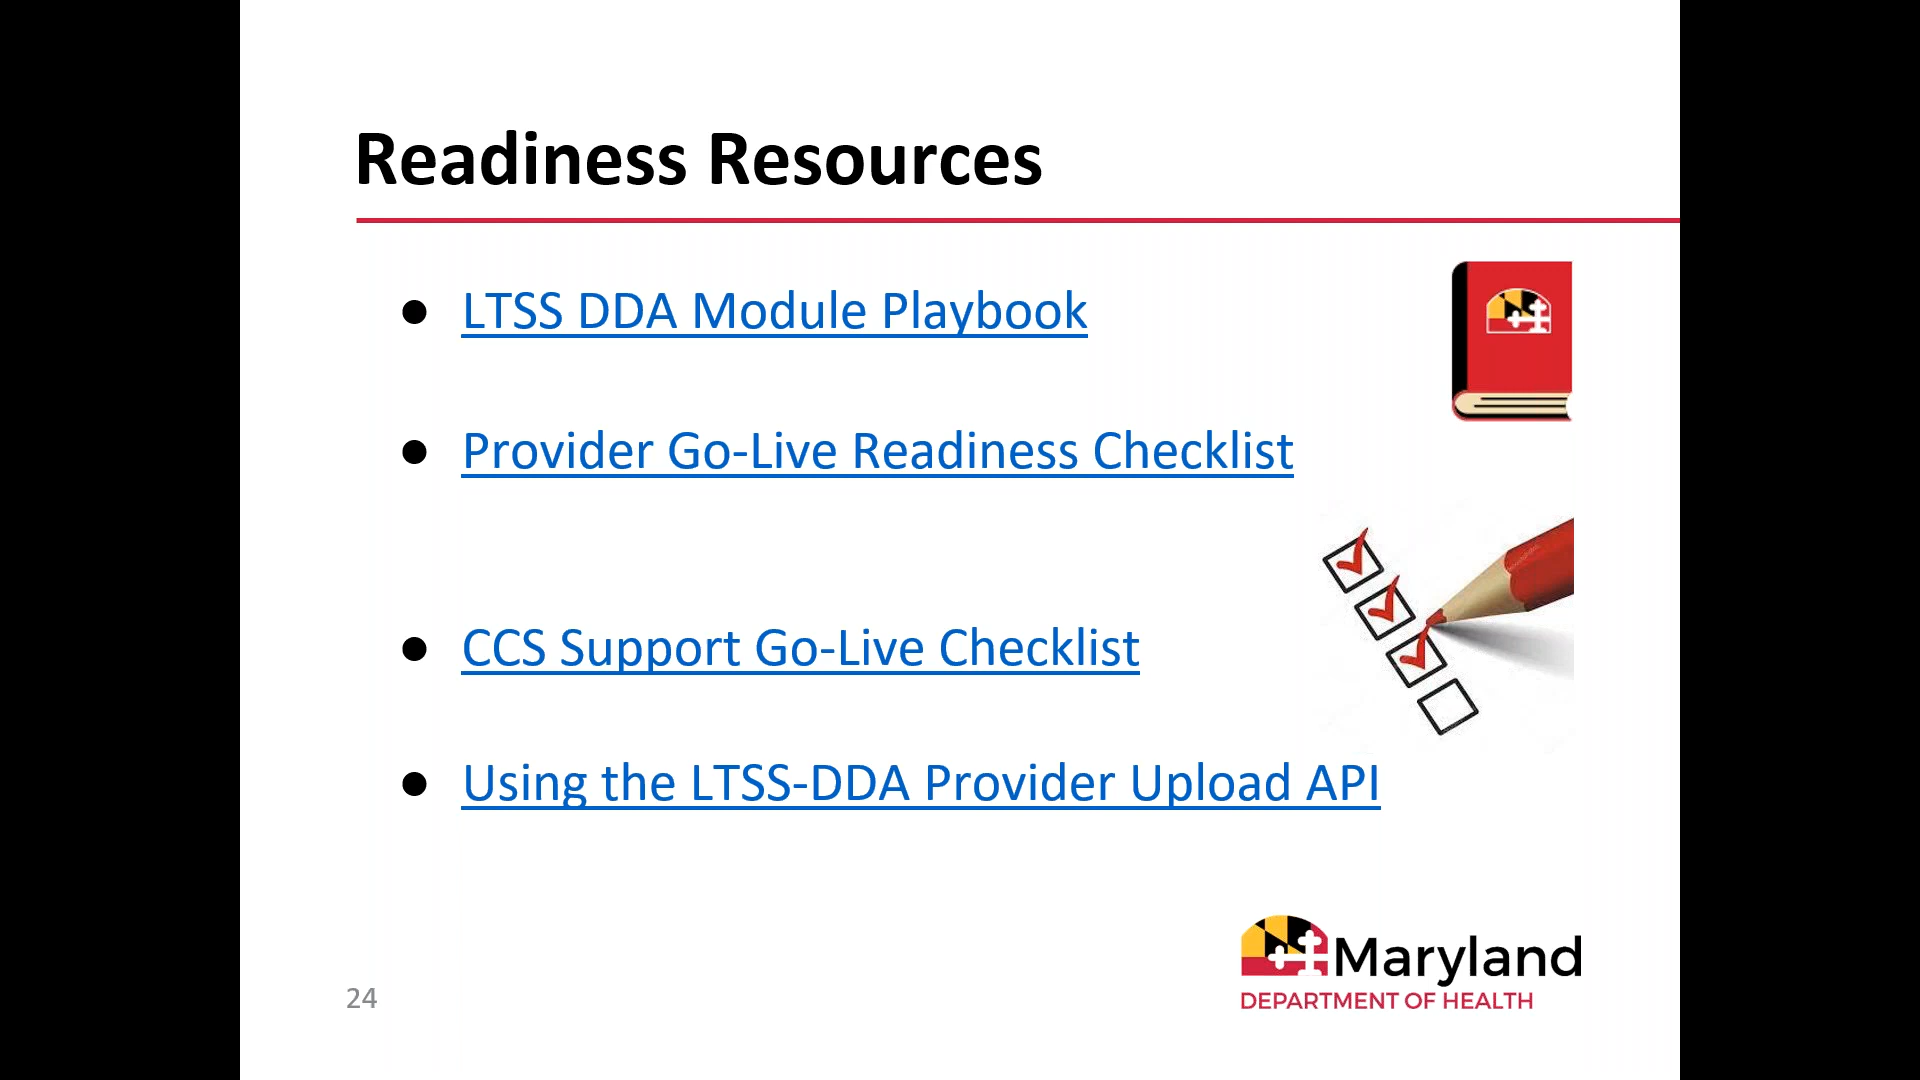 Readiness Resources
● LTSS DDA Module Playbook
● Provider Go-Live Readiness Checklist
● CCS Support Go-Live Checklist
● Using the LTSS-DDA Provider Upload API
Maryland
DEPARTMENT OF HEALTH
24